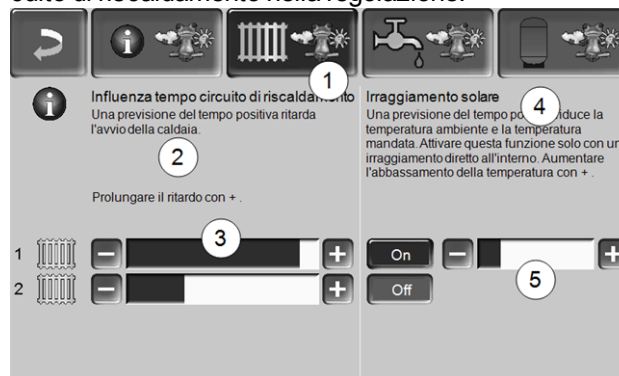 cuito di riscaldamento nella regolazione.
1
Influenza tempo circuito di riscaldamento
Una previsione del tempo positiva ritarda
l'avvio della caldaia.
2
Prolungare il ritardo con + .
Irraggiamento solare
4
Una previsione del tempo riduce la
temperatura ambiente e la temperatura
mandata. Attivare questa funzione solo con un
irraggiamento diretto all'interno. Aumentare
l'abbassamento della temperatura con + .
3
1 − +
On − +
2 − +
Off
5